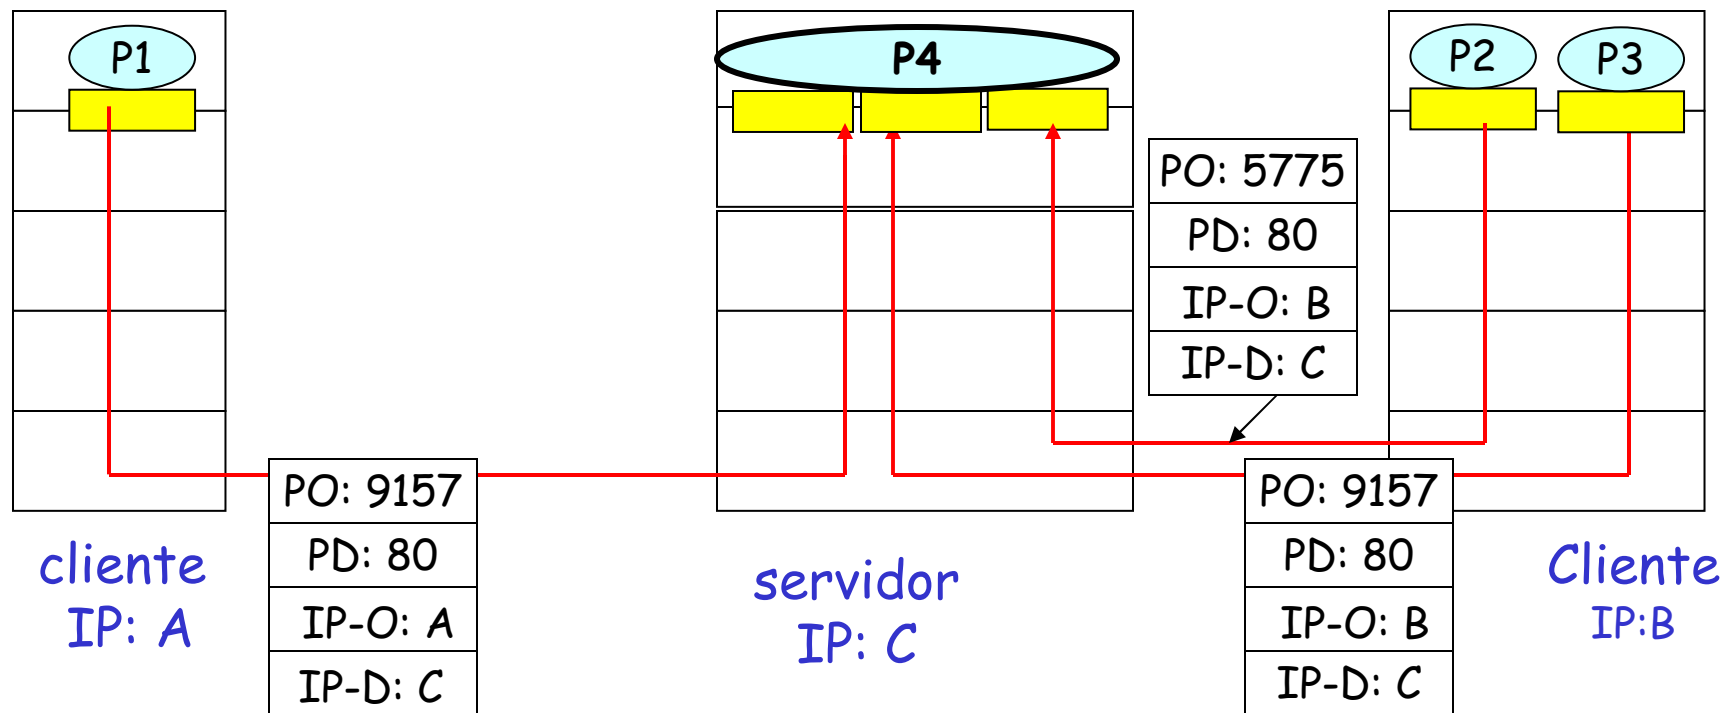 P1
P4
P2
P3
PO: 5775
PD: 80
IP-O: B
IP-D: C
PO: 9157
PD: 80
IP-O: A
IP-D: C
PO: 9157
PD: 80
IP-O: B
IP-D: C
cliente
IP: A
servidor
IP: C
Cliente
IP:B